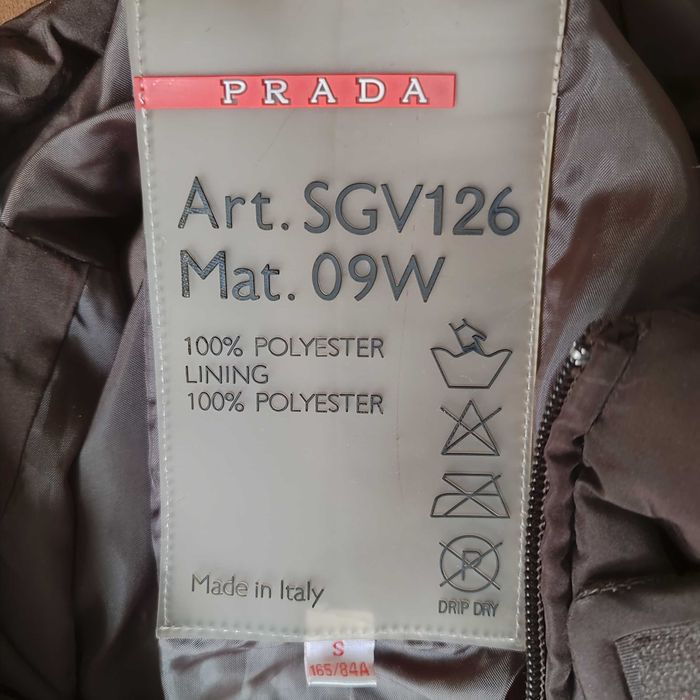 PRADA
Art. SGV126
Mat. 09W
100% POLYESTER
LINING
100% POLYESTER
P
DRIP DRY
Made in Italy
S
165/84A